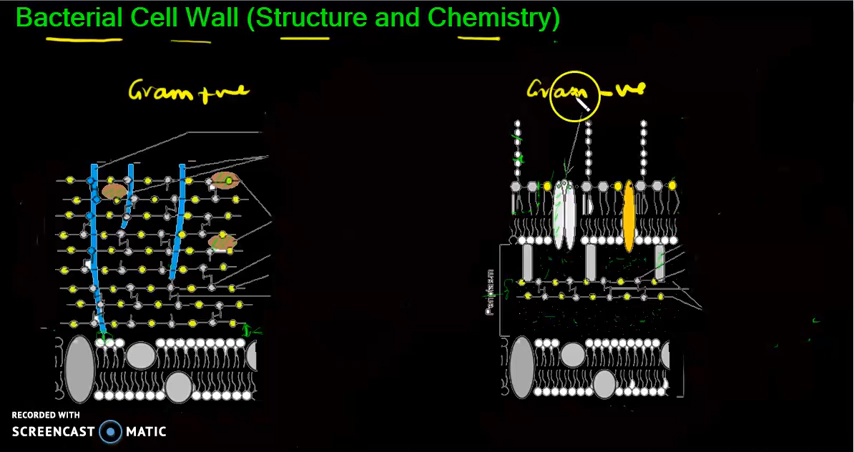 Bacterial Cell Wall (Structure and Chemistry)
Gram +ve
Gram -ve
RECORDED WITH
SCREENCAST MATIC